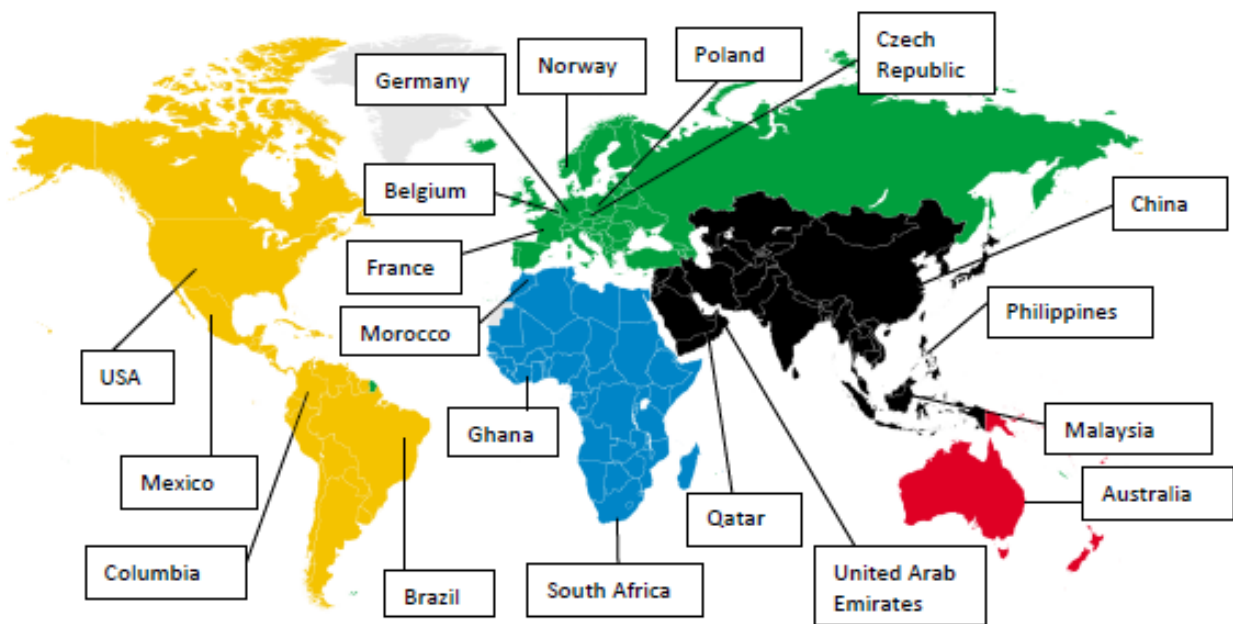 Czech
Republic
Poland
Norway
Germany
Belgium
China
France
Philippines
Morocco
USA
Ghana
Malaysia
Mexico
Qatar
Australia
Columbia
Brazil
South Africa
United Arab
Emirates